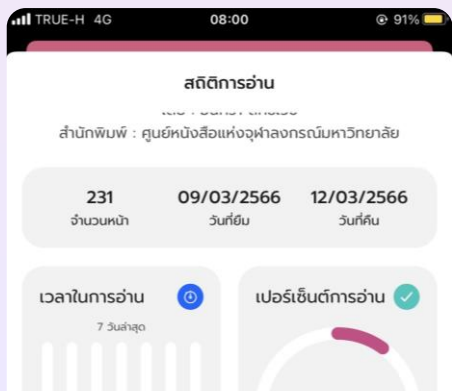 TRUE-H 4G 08:00 91%
สถิติการอ่าน
สำนักพิมพ์ : ศูนย์หนังสือแห่งจุฬาลงกรณ์มหาวิทยาลัย
231 09/03/2566 12/03/2566
จำนวนหน้า วันที่ยืม วันที่คืน
เวลาในการอ่าน เปอร์เซ็นต์การอ่าน
7 วันล่าสุด